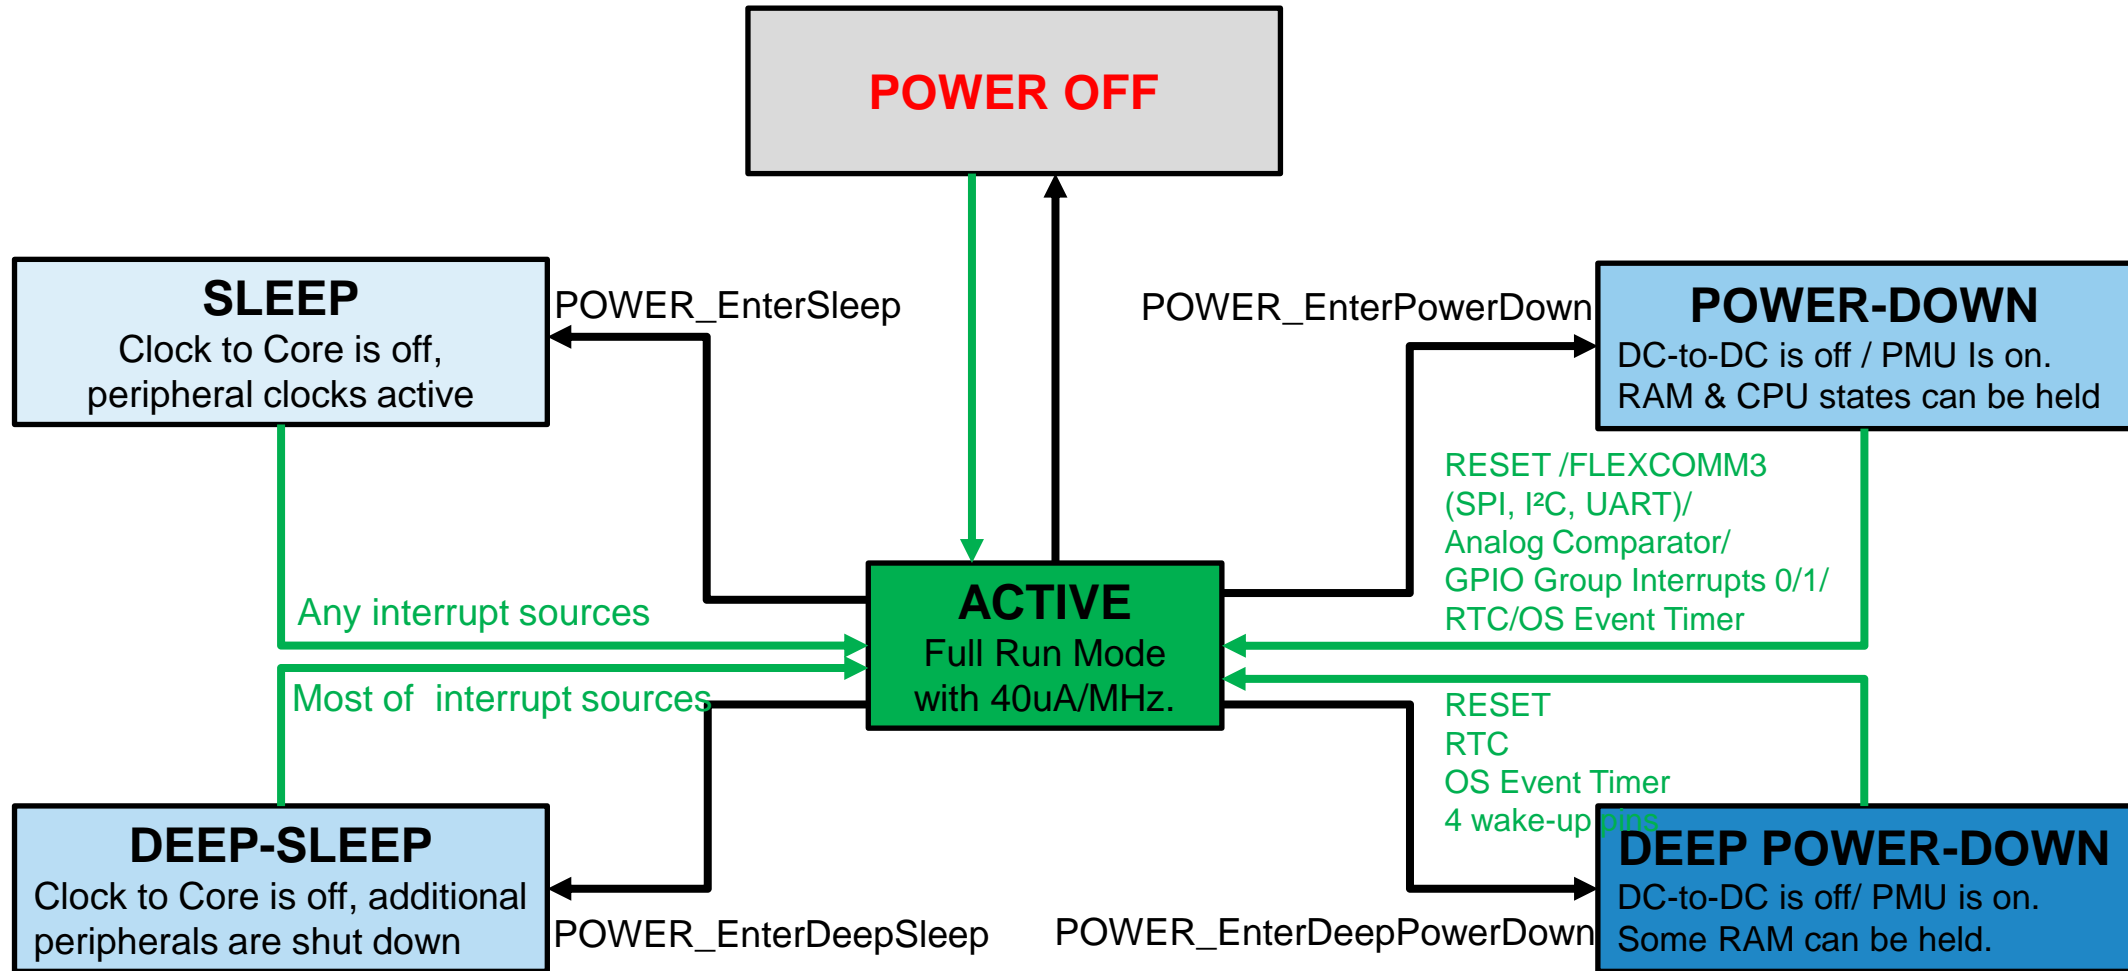 POWER OFF
SLEEP
Clock to Core is off,
peripheral clocks active
POWER_EnterSleep
POWER_EnterPowerDown
POWER-DOWN
DC-to-DC is off / PMU Is on.
RAM & CPU states can be held
RESET /FLEXCOMM3
(SPI, I²C, UART)/
Analog Comparator/
GPIO Group Interrupts 0/1/
RTC/OS Event Timer
Any interrupt sources
ACTIVE
Full Run Mode
with 40uA/MHz.
Most of  interrupt sources
RESET
RTC
OS Event Timer
4 wake-up pins
DEEP-SLEEP
Clock to Core is off, additional
peripherals are shut down
POWER_EnterDeepSleep
POWER_EnterDeepPowerDown
DEEP POWER-DOWN
DC-to-DC is off/ PMU is on.
Some RAM can be held.